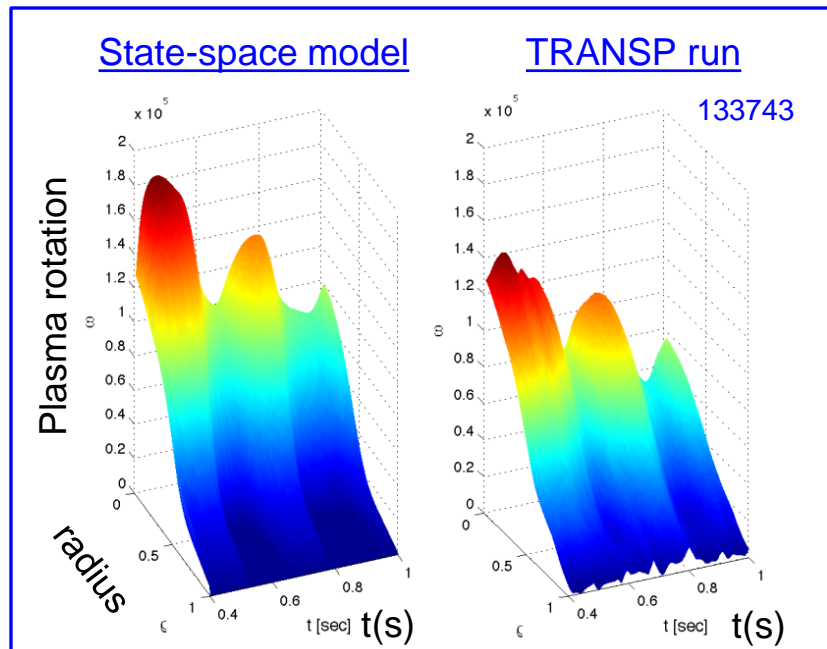 State-space model
TRANSP run
133743
x 10^5
2
1.8
1.6
1.4
1.2
1
0.8
0.6
0.4
0.2
0
Plasma rotation
ω
0
0.5
1
radius
ς
0.4
0.6
0.8
1
t [sec]
t(s)
x 10^5
2
1.8
1.6
1.4
1.2
1
0.8
0.6
0.4
0.2
0
ω
0
0.5
1
ς
0.4
0.6
0.8
1
t [sec]
t(s)